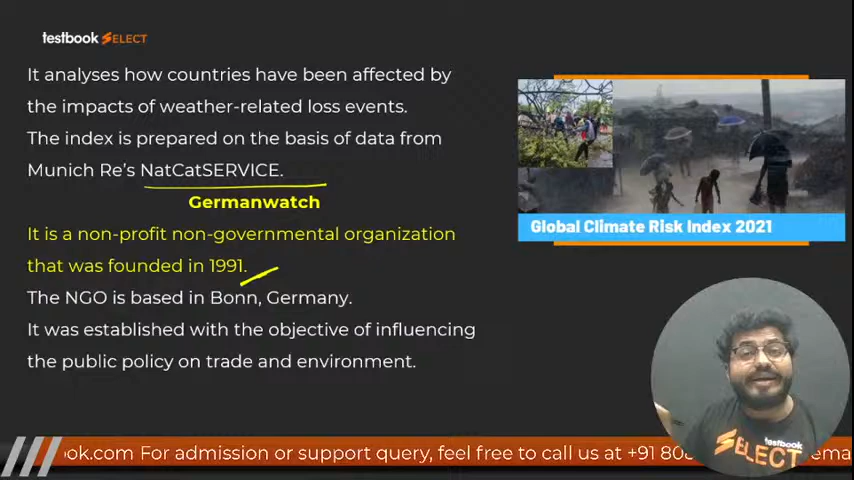 testbook SELECT
It analyses how countries have been affected by
the impacts of weather-related loss events.
The index is prepared on the basis of data from
Munich Re's NatCatSERVICE.
Germanwatch
It is a non-profit non-governmental organization
that was founded in 1991.
The NGO is based in Bonn, Germany.
It was established with the objective of influencing
the public policy on trade and environment.
Global Climate Risk Index 2021
testbook
SELECT
ook.com For admission or support query, feel free to call us at +91 808 ema